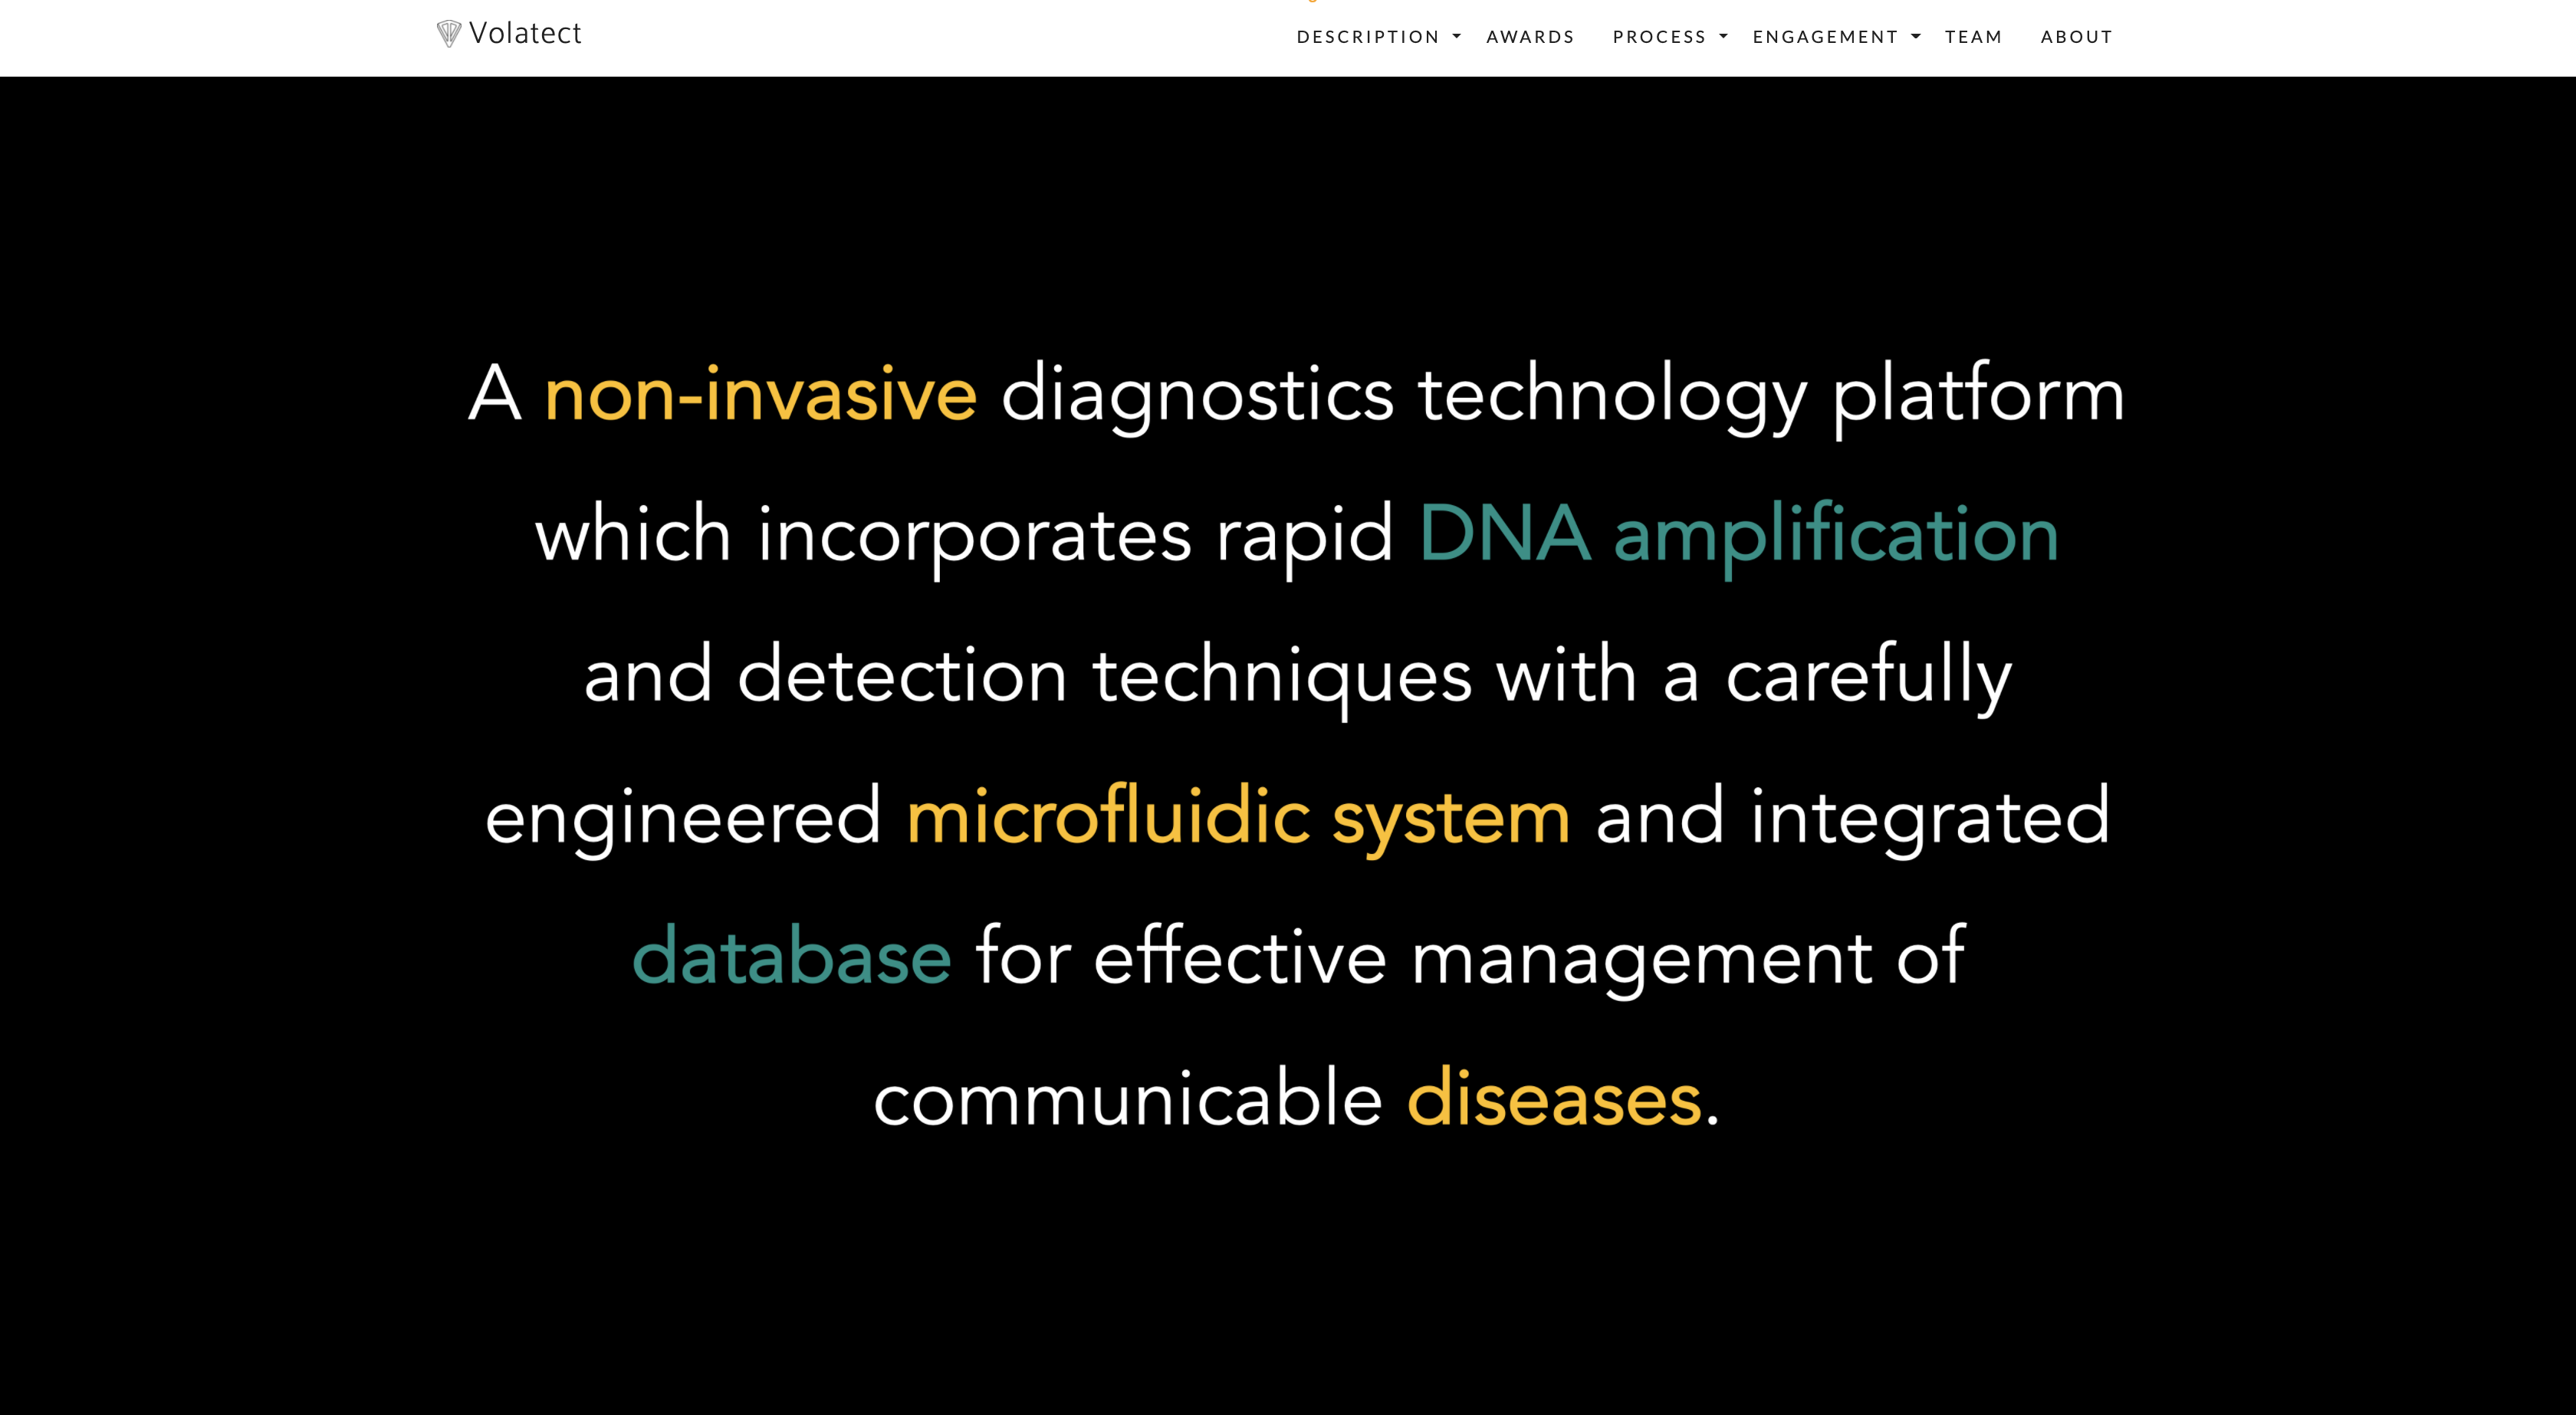 Volatect
DESCRIPTION AWARDS PROCESS ENGAGEMENT TEAM ABOUT
A non-invasive diagnostics technology platform
which incorporates rapid DNA amplification
and detection techniques with a carefully
engineered microfluidic system and integrated
database for effective management of
communicable diseases.